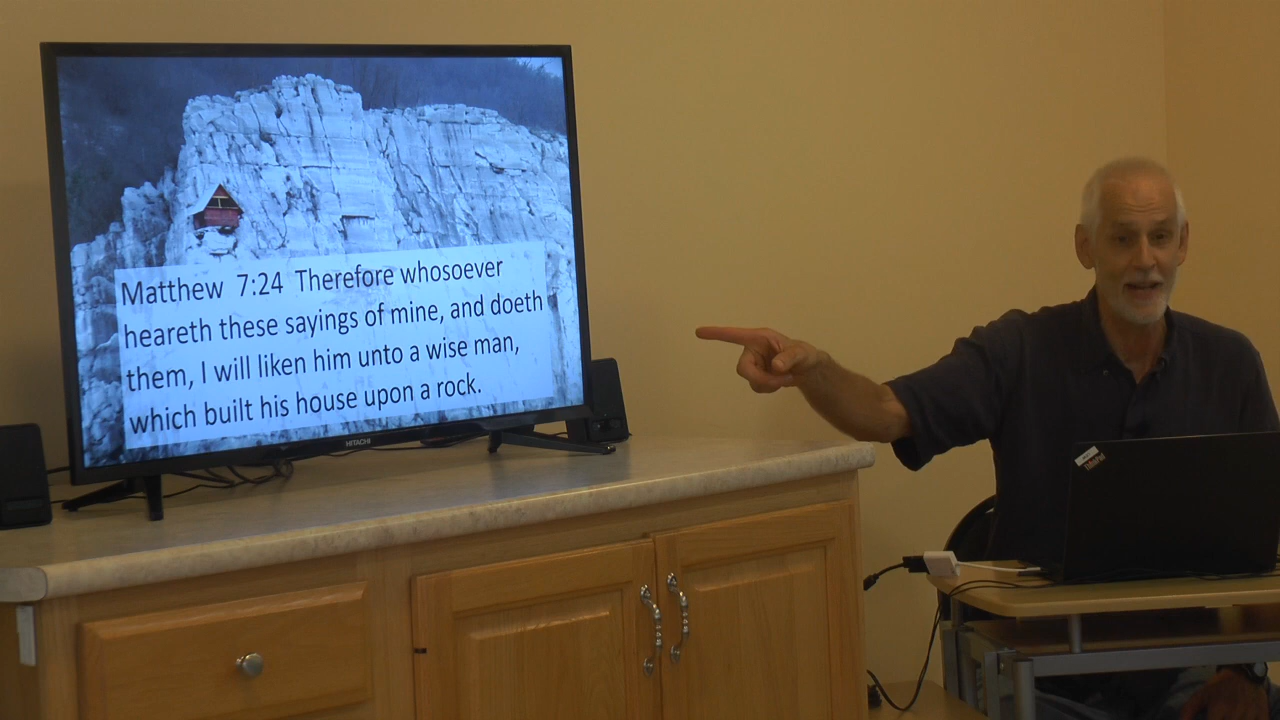 Matthew 7:24 Therefore whosoever
heareth these sayings of mine, and doeth
them, I will liken him unto a wise man,
which built his house upon a rock.
HITACHI
ThinkPad